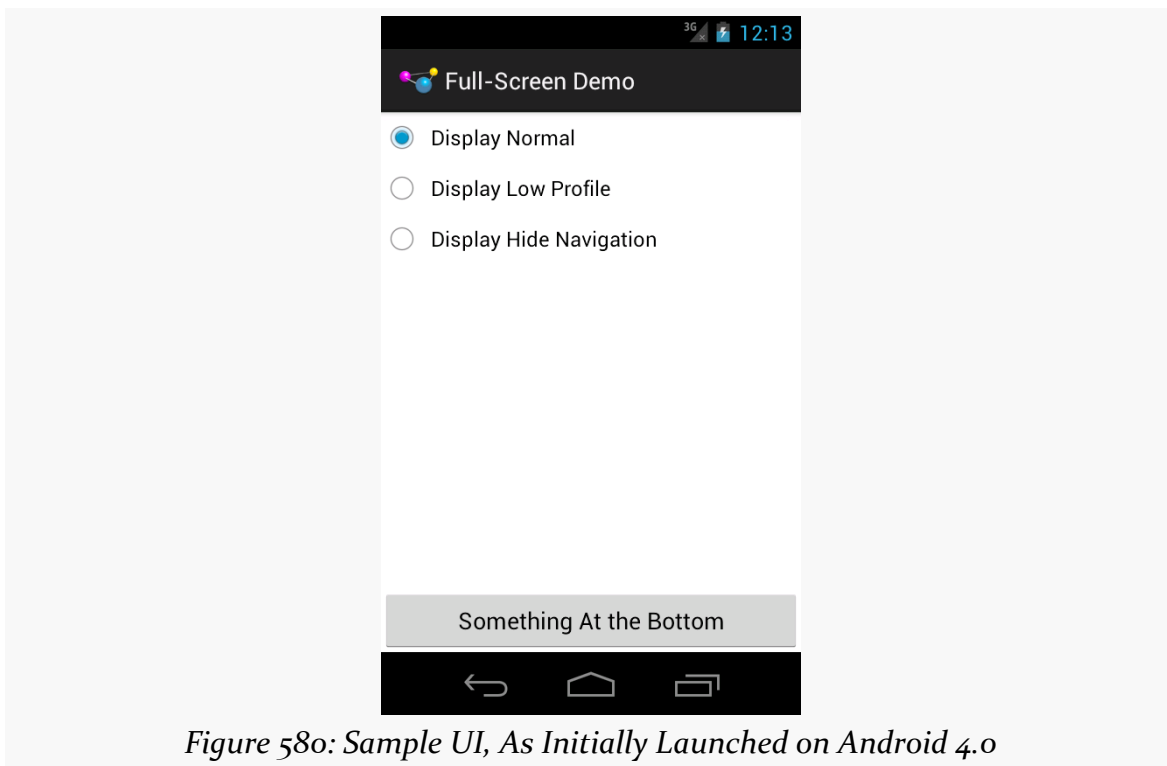 3G 12:13
Full-Screen Demo
Display Normal
Display Low Profile
Display Hide Navigation
Something At the Bottom
Figure 580: Sample UI, As Initially Launched on Android 4.0